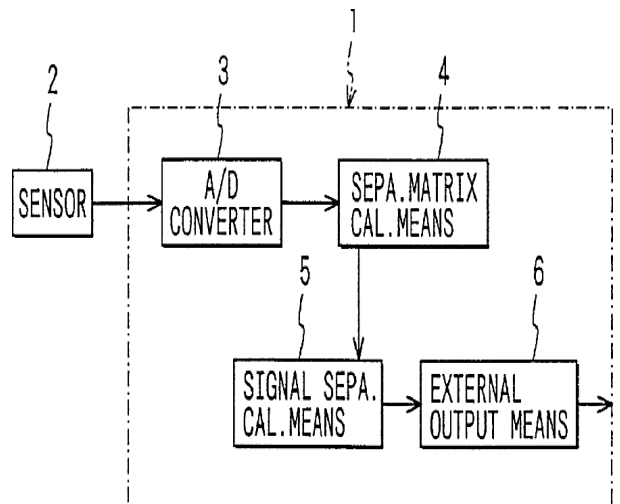 1
2
3
4
SENSOR
A/D
CONVERTER
SEPA.MATRIX
CAL.MEANS
5
6
SIGNAL SEPA.
CAL.MEANS
EXTERNAL
OUTPUT MEANS